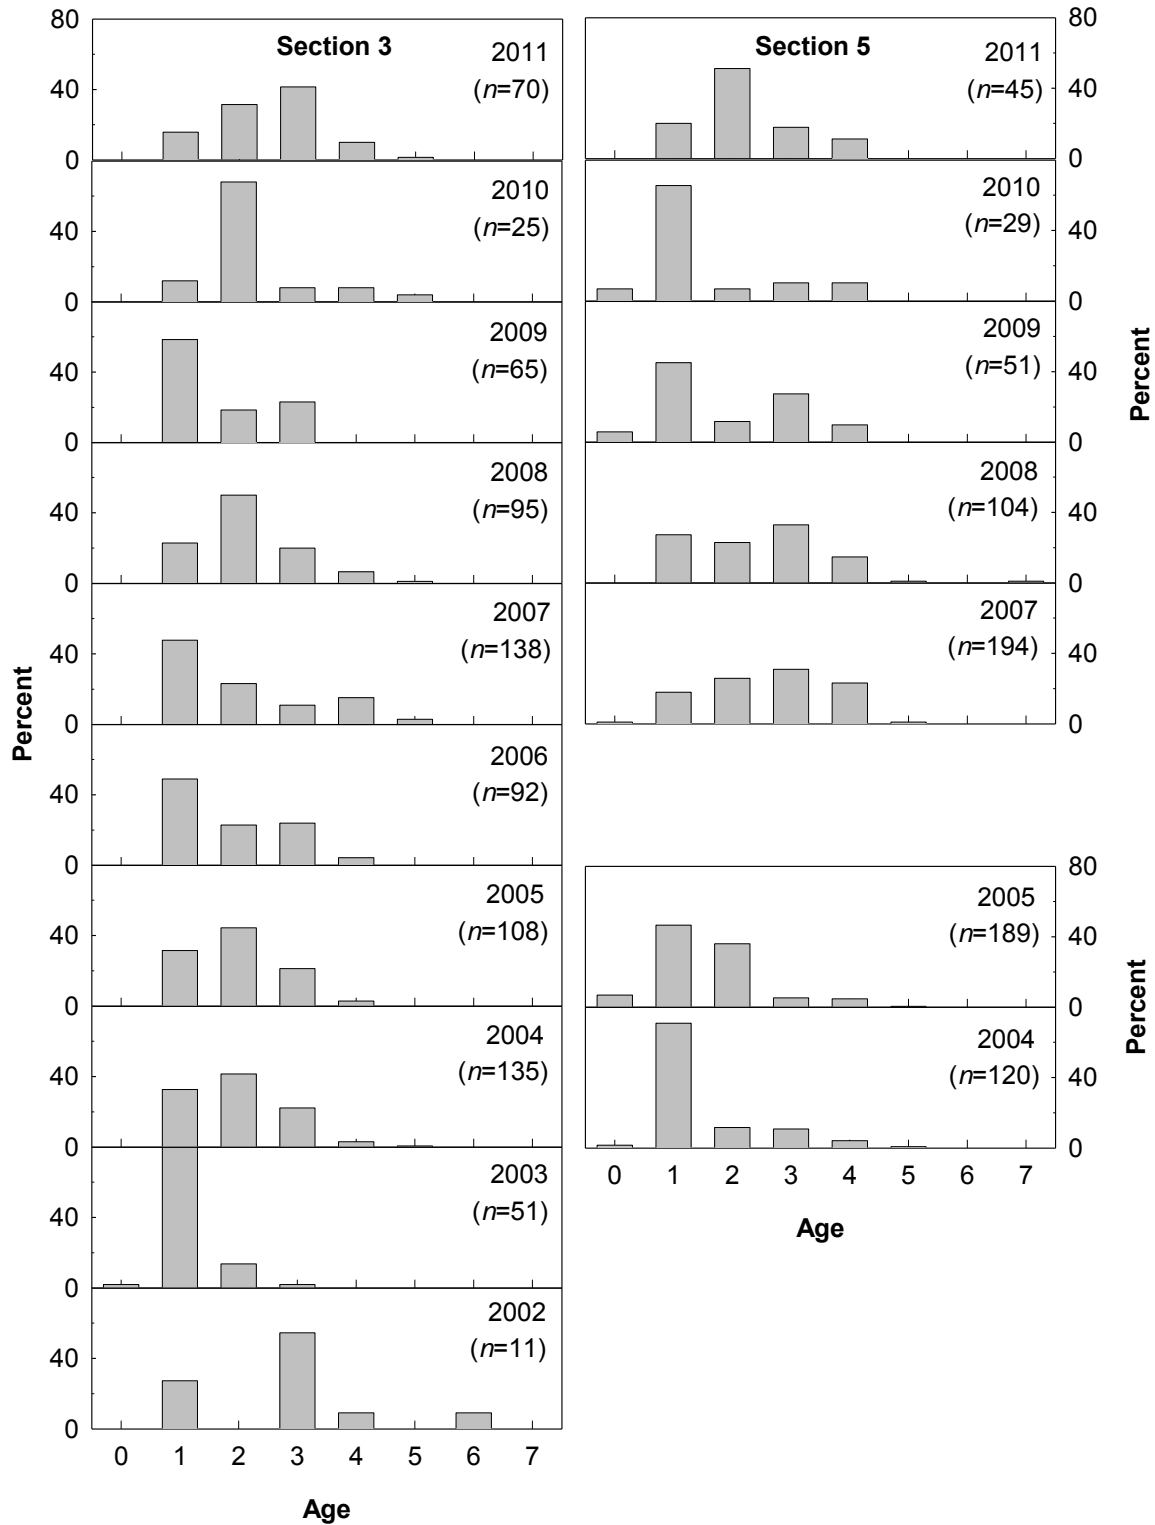 Section 3
80
40
0
2011
(n=70)
40
0
2010
(n=25)
40
0
2009
(n=65)
40
0
2008
(n=95)
40
0
2007
(n=138)
40
0
2006
(n=92)
40
0
2005
(n=108)
40
0
2004
(n=135)
40
0
2003
(n=51)
40
0
2002
(n=11)
0 1 2 3 4 5 6 7
Age
Percent
Section 5
80
40
0
2011
(n=45)
40
0
2010
(n=29)
40
0
2009
(n=51)
40
0
2008
(n=104)
40
0
2007
(n=194)
Percent
80
40
0
2005
(n=189)
40
0
2004
(n=120)
0 1 2 3 4 5 6 7
Age
Percent